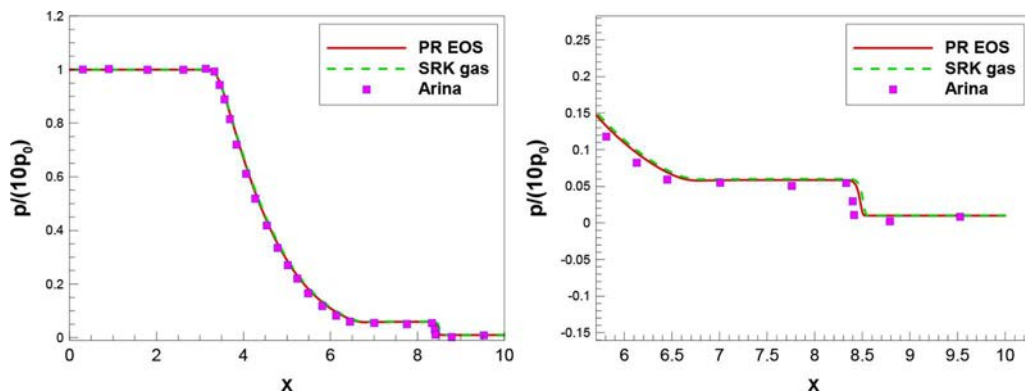 1.2
1
0.8
0.6
0.4
0.2
0
p/(10p0)
PR EOS
SRK gas
Arina
0 2 4 6 8 10
X
0.25
0.2
0.15
0.1
0.05
0
-0.05
-0.1
-0.15
p/(10p0)
PR EOS
SRK gas
Arina
6 6.5 7 7.5 8 8.5 9 9.5 10
X